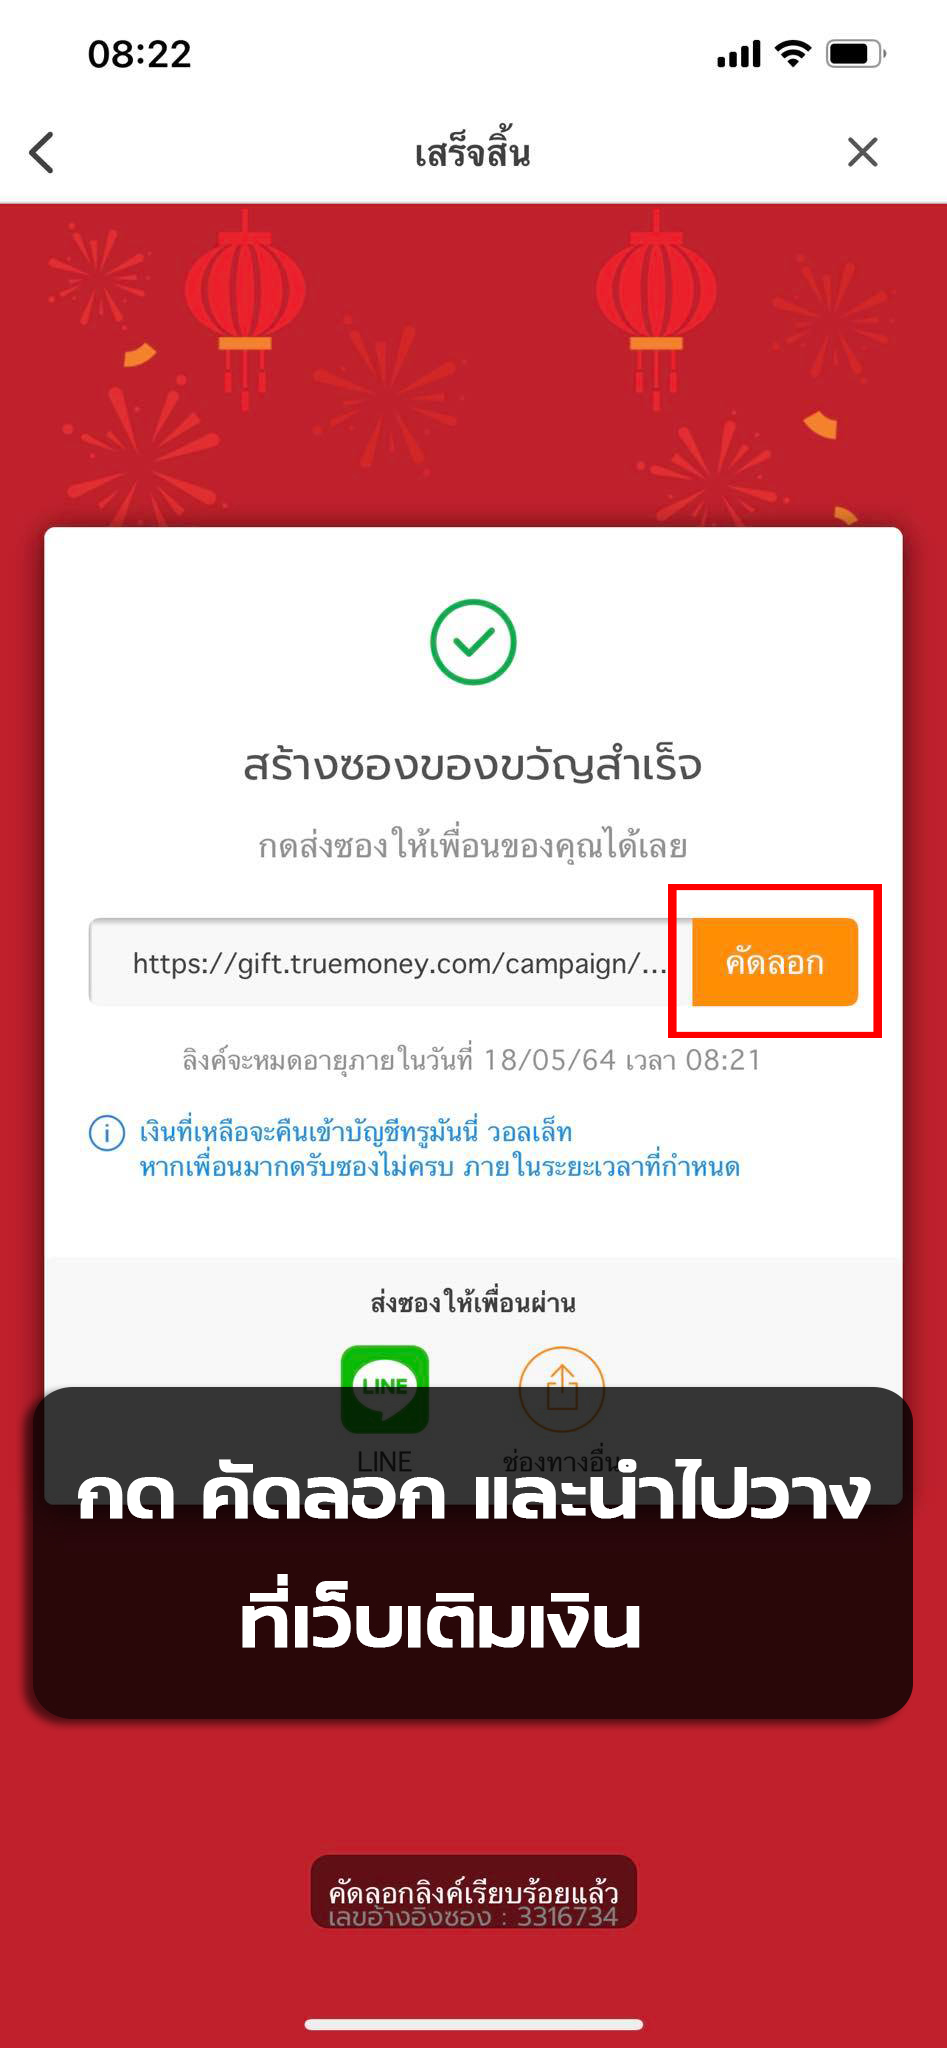 08:22
เสร็จสิ้น
สร้างซองของขวัญสำเร็จ
กดส่งซองให้เพื่อนของคุณได้เลย
https://gift.truemoney.com/campaign/... คัดลอก
ลิงค์จะหมดอายุภายในวันที่ 18/05/64 เวลา 08:21
เงินที่เหลือจะคืนเข้าบัญชีทรูมันนี่ วอลเล็ท
หากเพื่อนมากดรับซองไม่ครบ ภายในระยะเวลาที่กำหนด
ส่งซองให้เพื่อนผ่าน
LINE
LINE ช่องทางอื่น
กด คัดลอก และนำไปวาง
ที่เว็บเติมเงิน
คัดลอกลิงค์เรียบร้อยแล้ว
เลขอ้างอิงซอง : 3316734